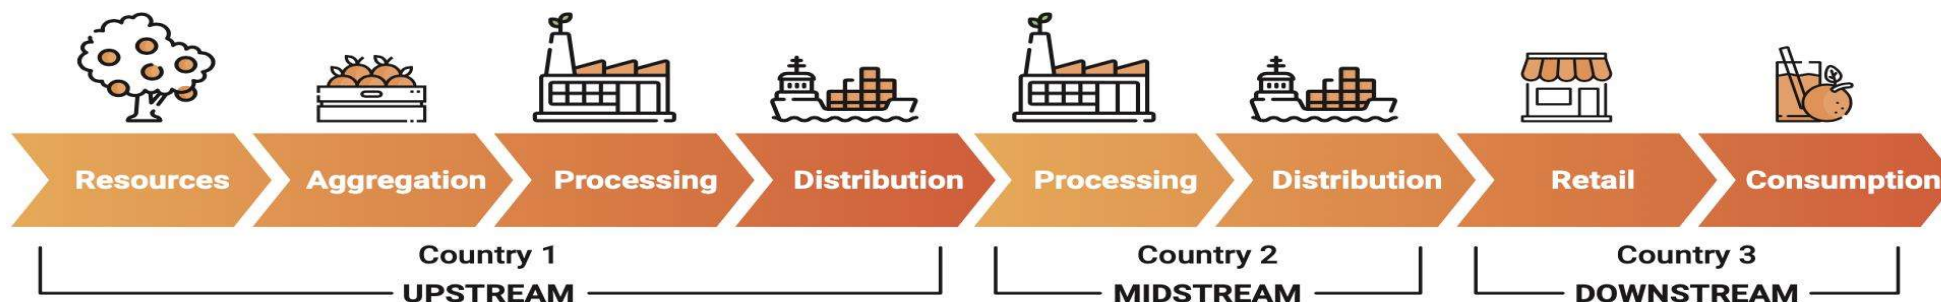 Resources
Aggregation
Processing
Distribution
Processing
Distribution
Retail
Consumption
Country 1
UPSTREAM
Country 2
MIDSTREAM
Country 3
DOWNSTREAM